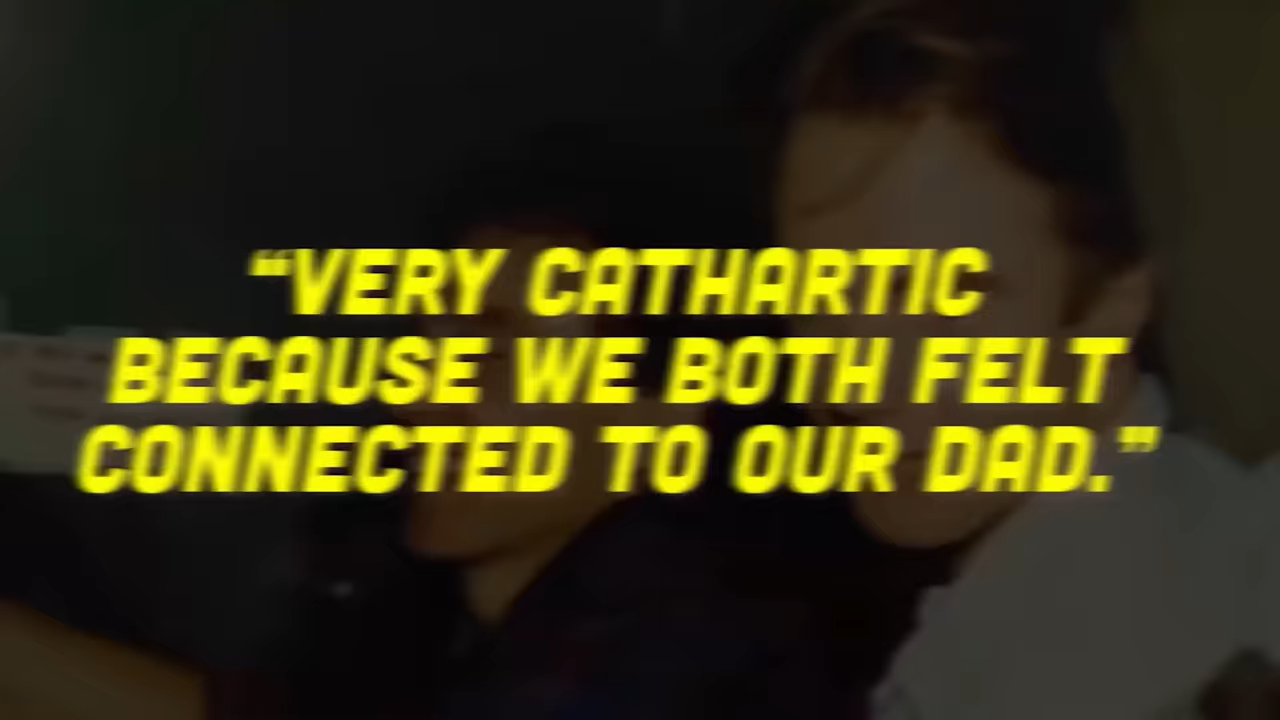 “VERY CATHARTIC
BECAUSE WE BOTH FELT
CONNECTED TO OUR DAD.”